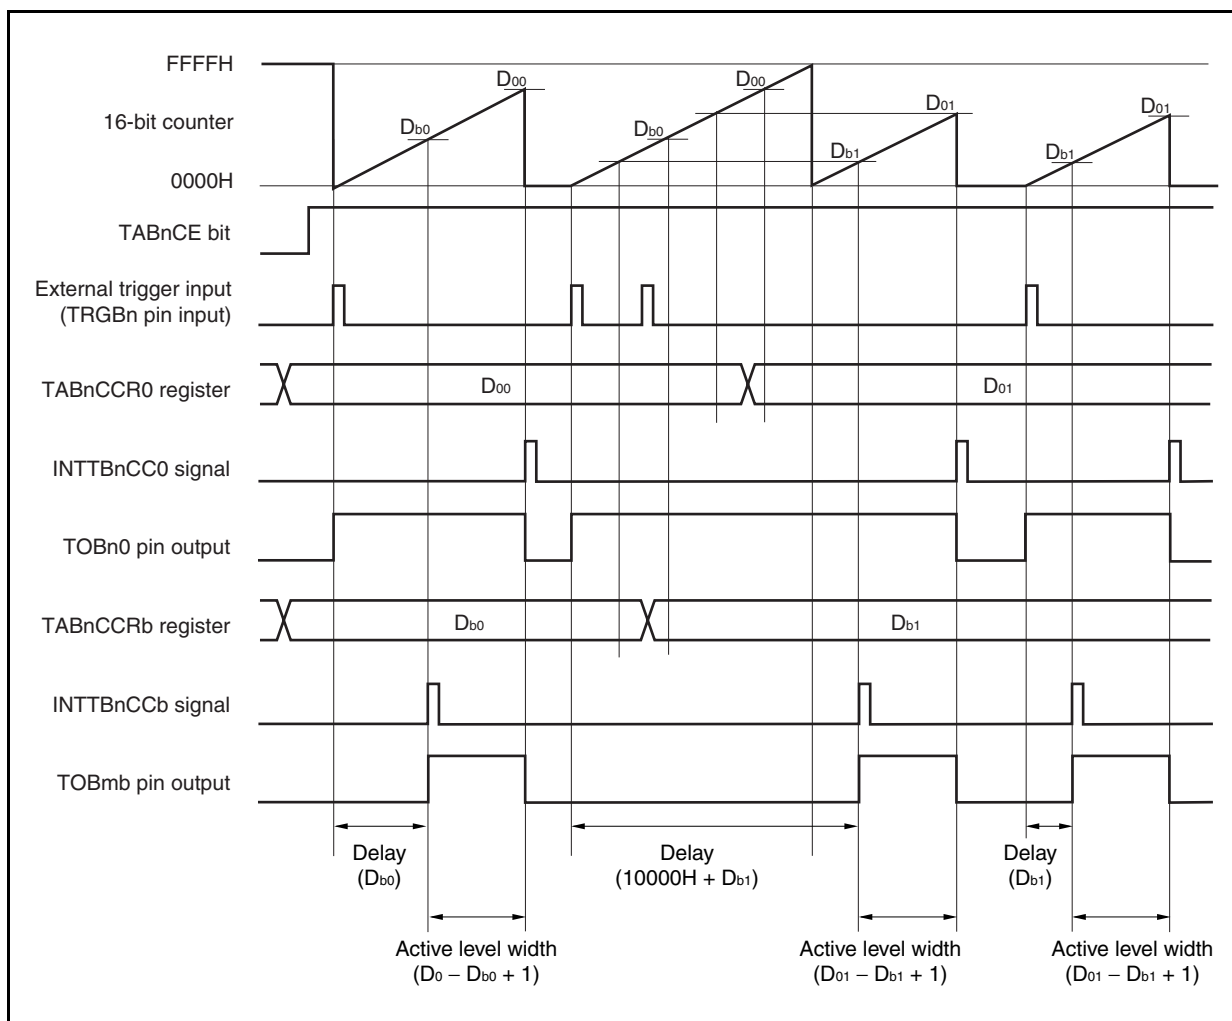 FFFFH
D00
D00
16-bit counter
Db0
Db0
D01
D01
Db1
Db1
0000H
TABnCE bit
External trigger input
(TRGBn pin input)
TABnCCR0 register
D00
D01
INTTBnCC0 signal
TOBn0 pin output
TABnCCRb register
Db0
Db1
INTTBnCCb signal
TOBmb pin output
Delay
(Db0)
Delay
(10000H + Db1)
Delay
(Db1)
Active level width
(D0 − Db0 + 1)
Active level width
(D01 − Db1 + 1)
Active level width
(D01 − Db1 + 1)